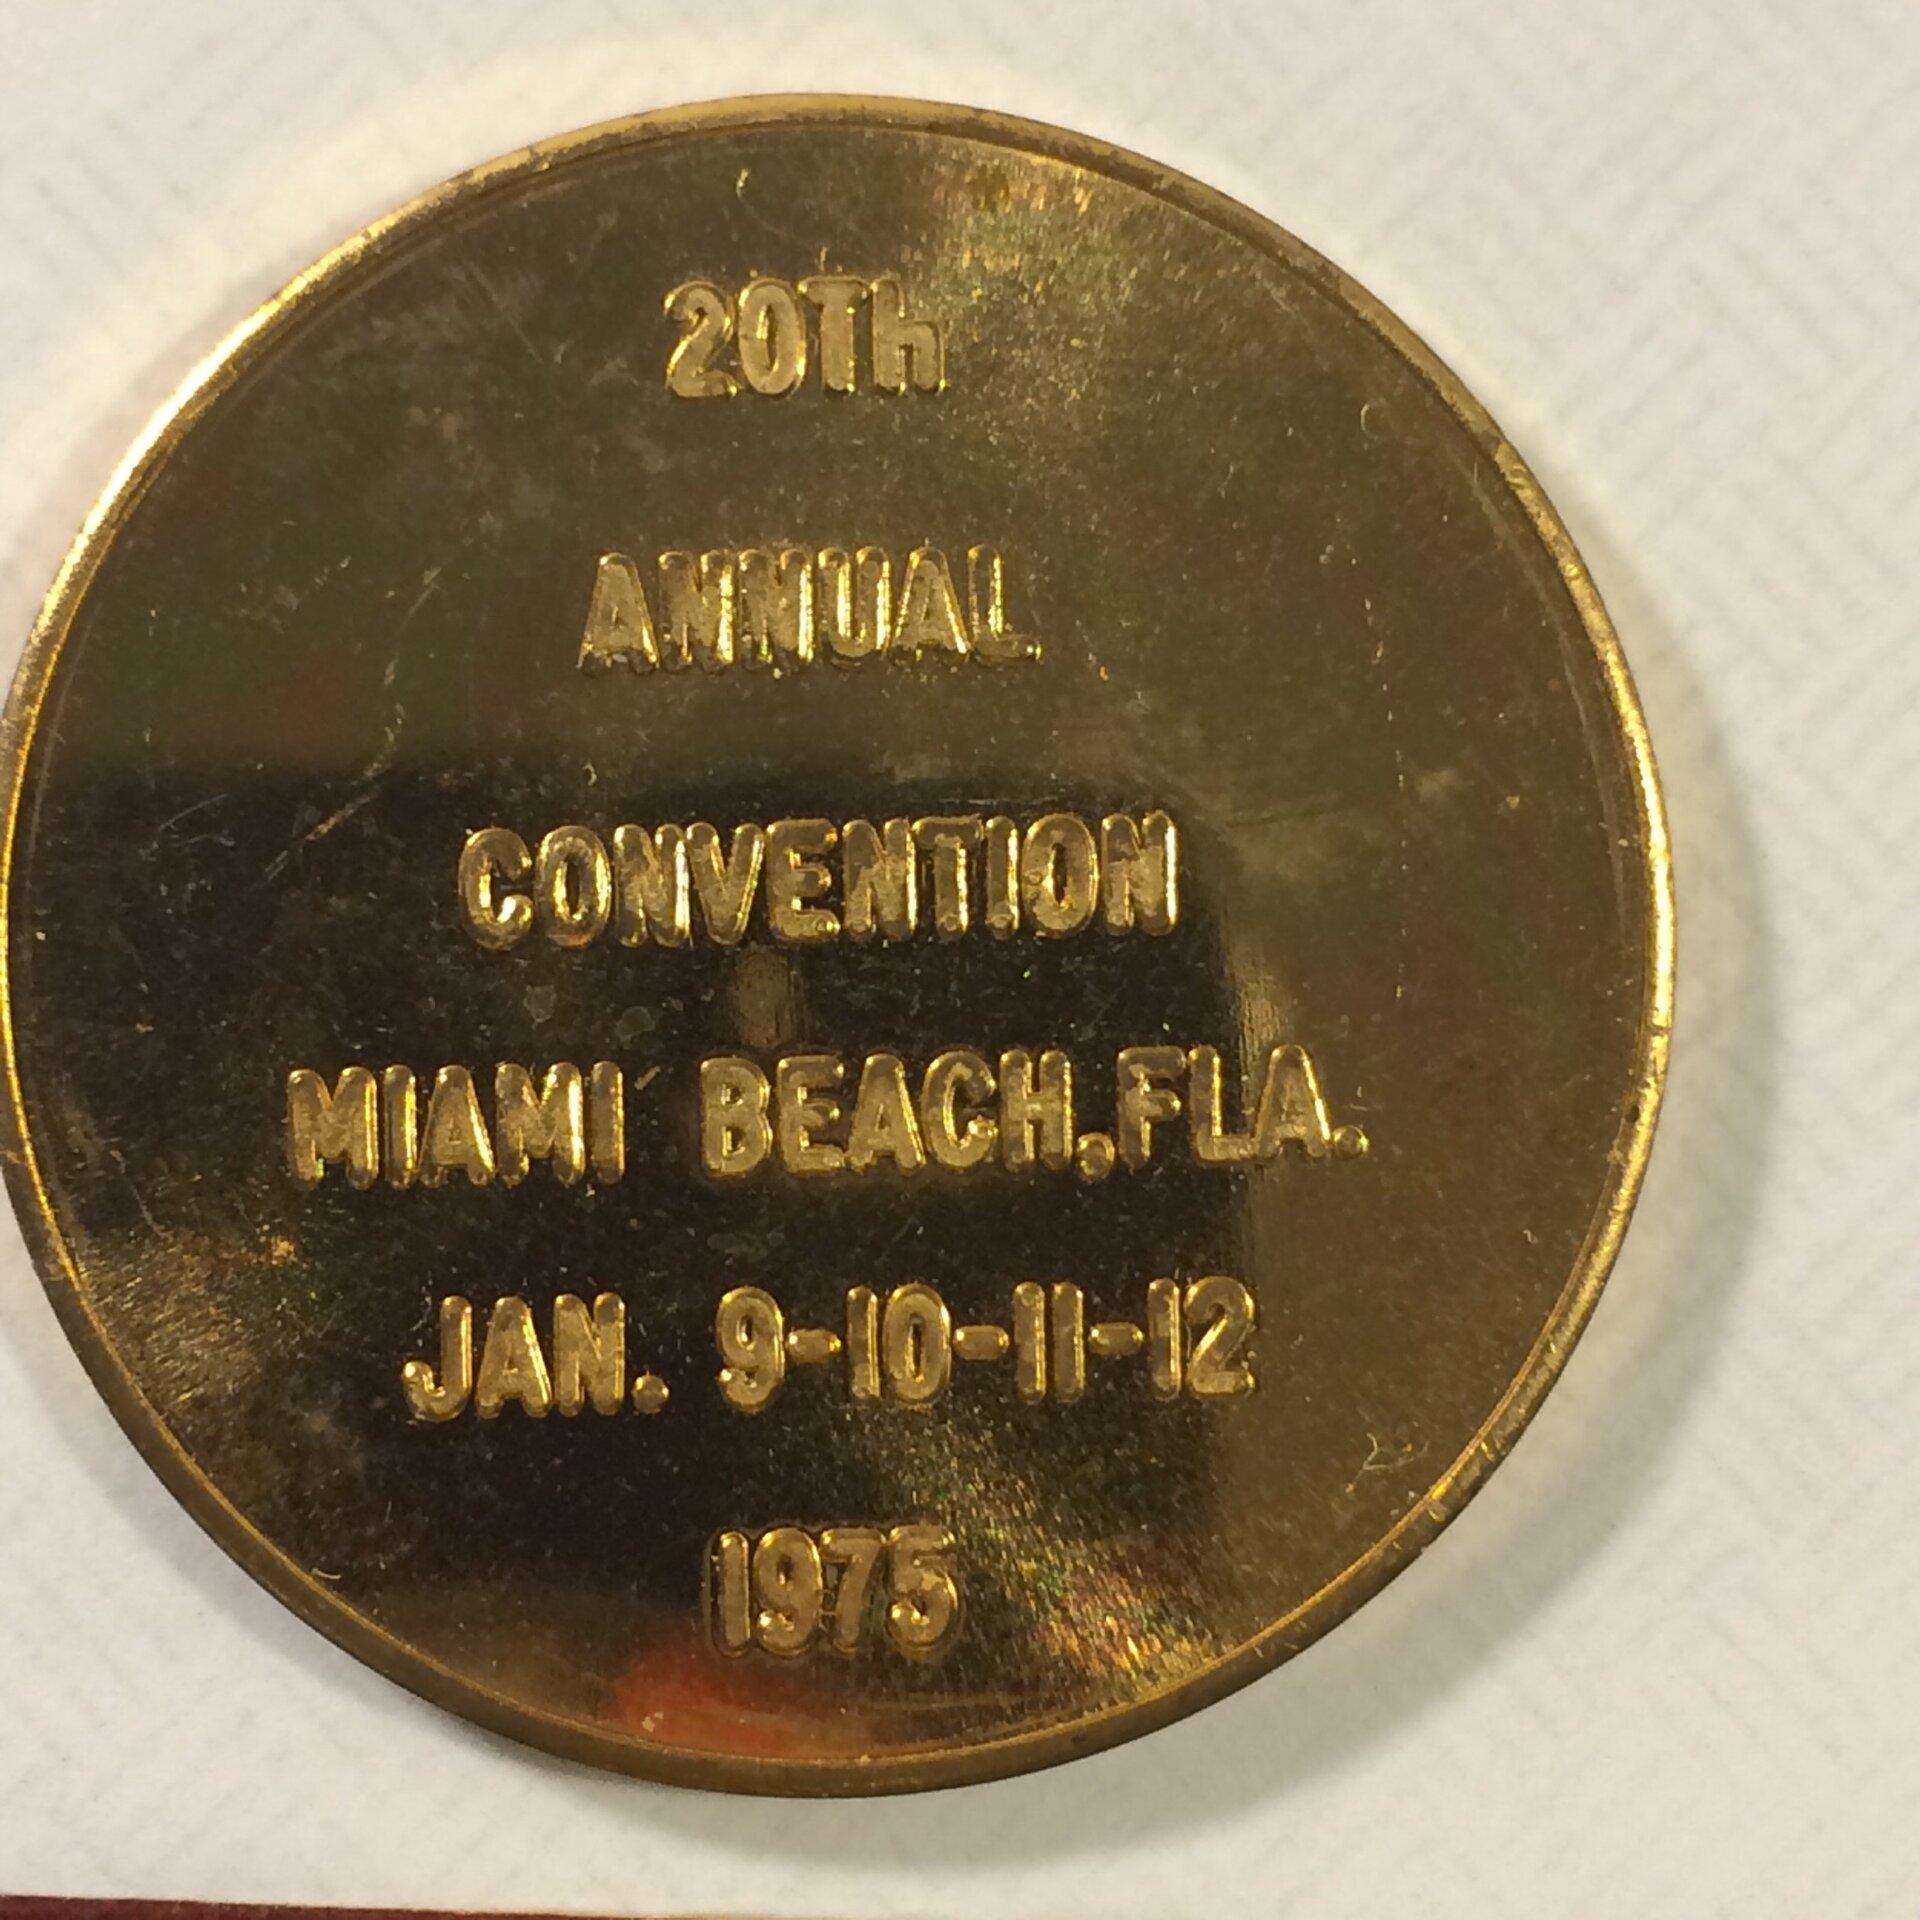 20Th
ANNUAL
CONVENTION
MIAMI BEACH,FLA.
JAN. 9-10-11-12
1975